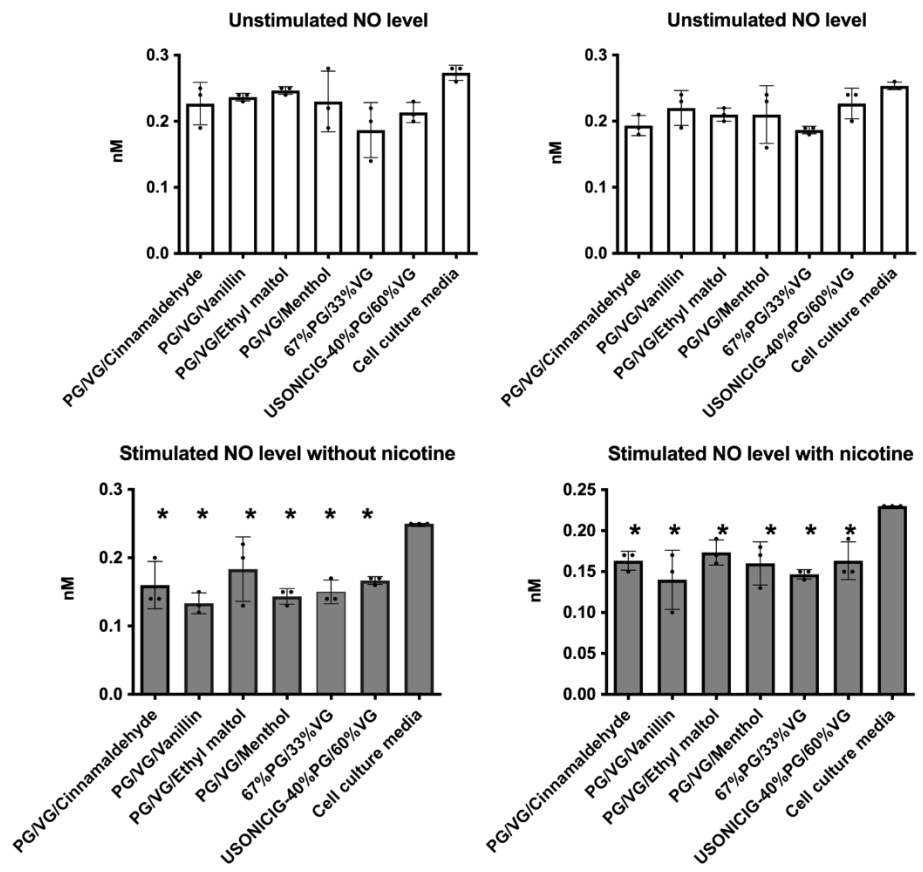 Unstimulated NO level
nM
0.3
0.2
0.1
0.0
PG/VG/Cinnamaldehyde
PG/VG/Vanillin
PG/VG/Ethyl maltol
PG/VG/Menthol
67%PG/33%VG
USONICIG-40%PG/60%VG
Cell culture media
Unstimulated NO level
nM
0.3
0.2
0.1
0.0
PG/VG/Cinnamaldehyde
PG/VG/Vanillin
PG/VG/Ethyl maltol
PG/VG/Menthol
67%PG/33%VG
USONICIG-40%PG/60%VG
Cell culture media
Stimulated NO level without nicotine
nM
0.3
0.2
0.1
0.0
* * * * * *
PG/VG/Cinnamaldehyde
PG/VG/Vanillin
PG/VG/Ethyl maltol
PG/VG/Menthol
67%PG/33%VG
USONICIG-40%PG/60%VG
Cell culture media
Stimulated NO level with nicotine
nM
0.25
0.20
0.15
0.10
0.05
0.00
* * * * * *
PG/VG/Cinnamaldehyde
PG/VG/Vanillin
PG/VG/Ethyl maltol
PG/VG/Menthol
67%PG/33%VG
USONICIG-40%PG/60%VG
Cell culture media